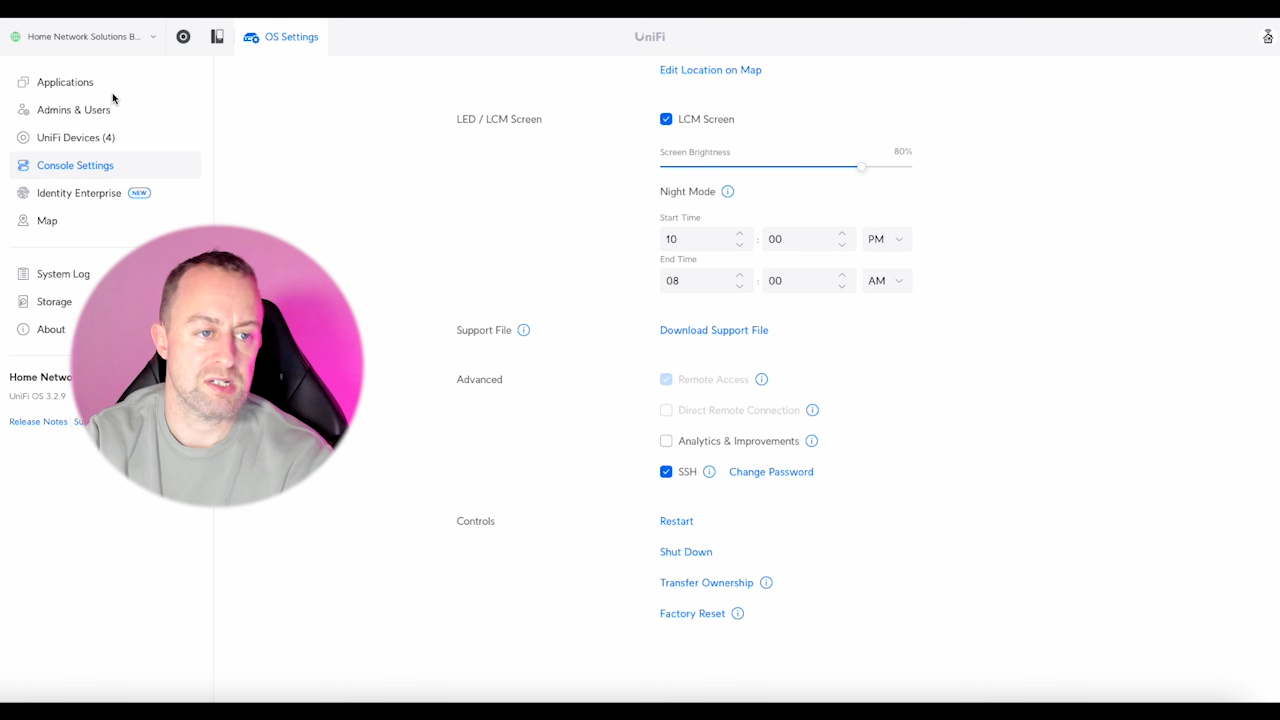 Home Network Solutions B...
OS Settings
UniFi
Applications
Admins & Users
UniFi Devices (4)
Console Settings
Identity Enterprise NEW
Map
System Log
Storage
About
Home Netwo
UniFi OS 3.2.9
Release Notes Su
Edit Location on Map
LED / LCM Screen
LCM Screen
Screen Brightness 80%
Night Mode
Start Time
10 : 00 PM
End Time
08 : 00 AM
Support File
Download Support File
Advanced
Remote Access
Direct Remote Connection
Analytics & Improvements
SSH Change Password
Controls
Restart
Shut Down
Transfer Ownership
Factory Reset